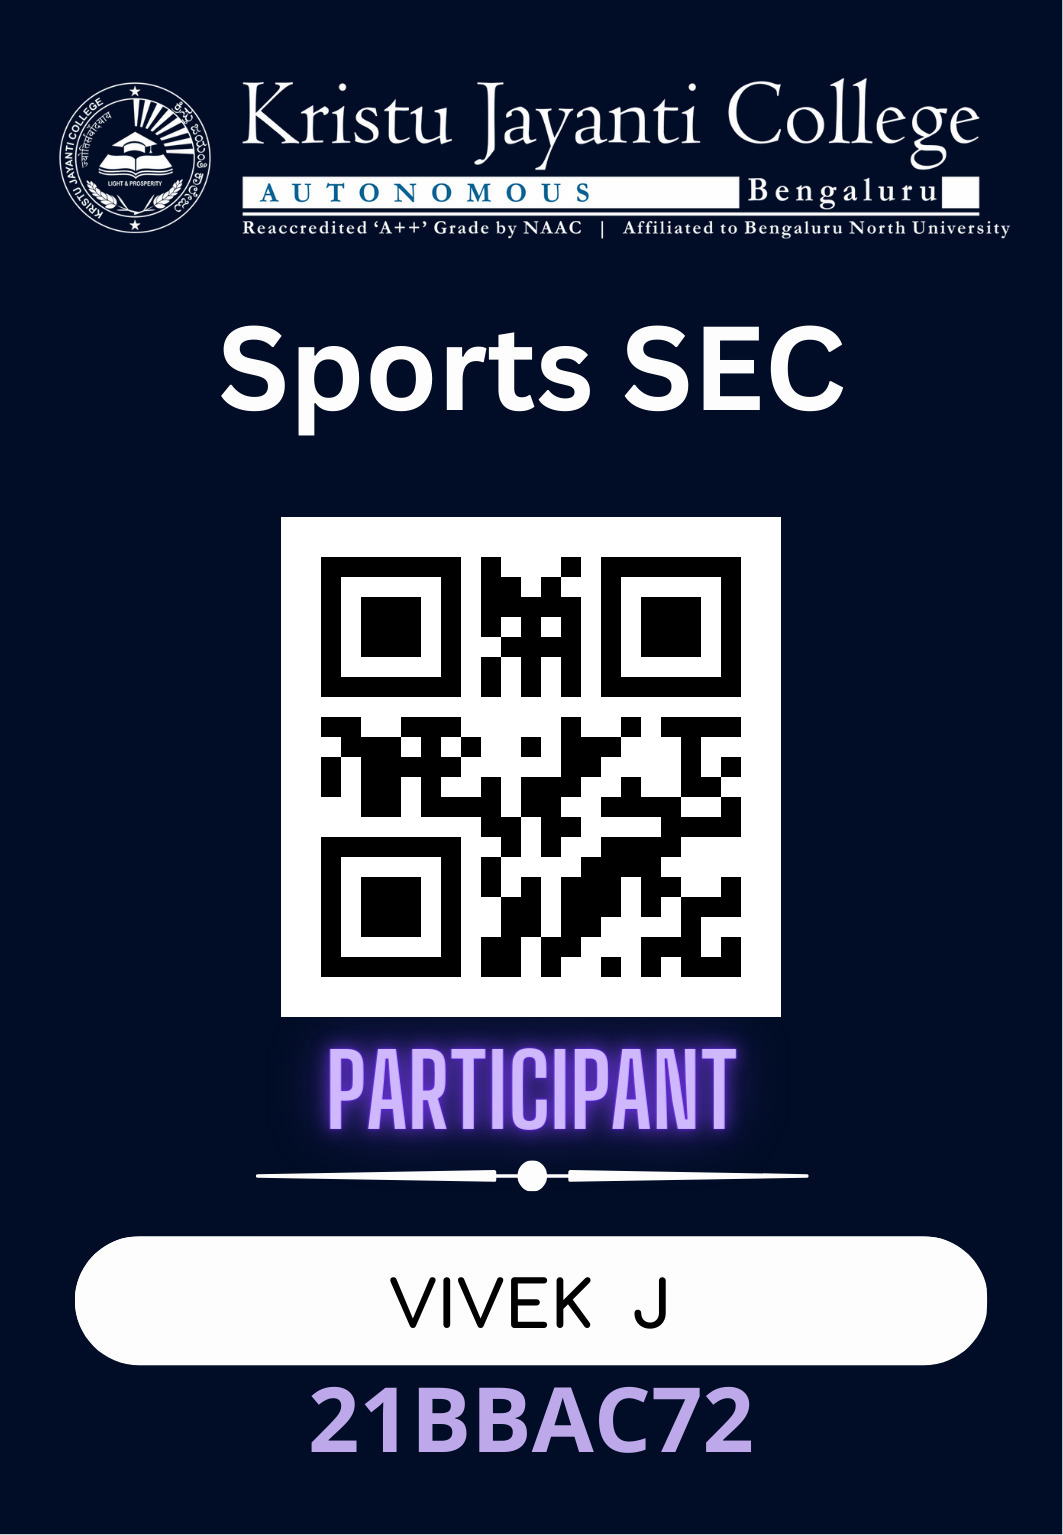 Kristu Jayanti College
AUTONOMOUS Bengaluru
Reaccredited ‘A++’ Grade by NAAC | Affiliated to Bengaluru North University
KRISTU JAYANTI COLLEGE
ಕ್ರಿಸ್ತು ಜಯಂತಿ ಕಾಲೇಜು
LIGHT & PROSPERITY
Sports SEC
PARTICIPANT
VIVEK J
21BBAC72